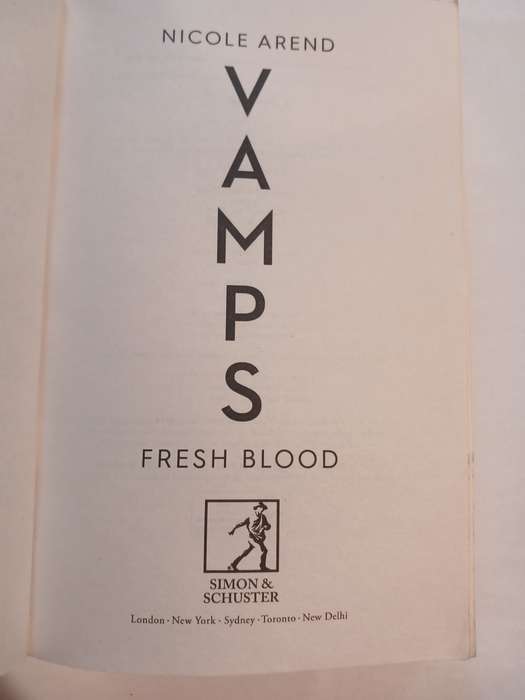 NICOLE AREND
V
A
M
P
S
FRESH BLOOD
SIMON &
SCHUSTER
London · New York · Sydney · Toronto · New Delhi